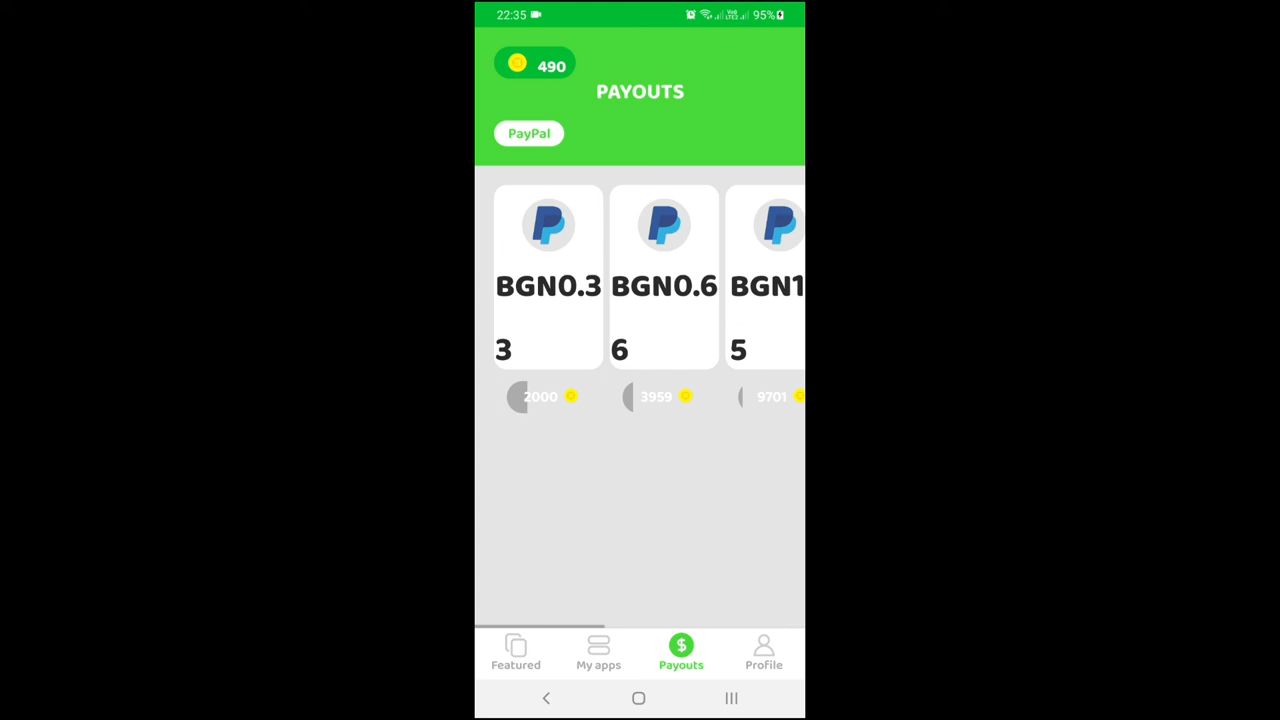 22:35 95%
490
PAYOUTS
PayPal
BGN0.3 BGN0.6 BGN1
3 6 5
2000 3959 9701
Featured My apps Payouts Profile